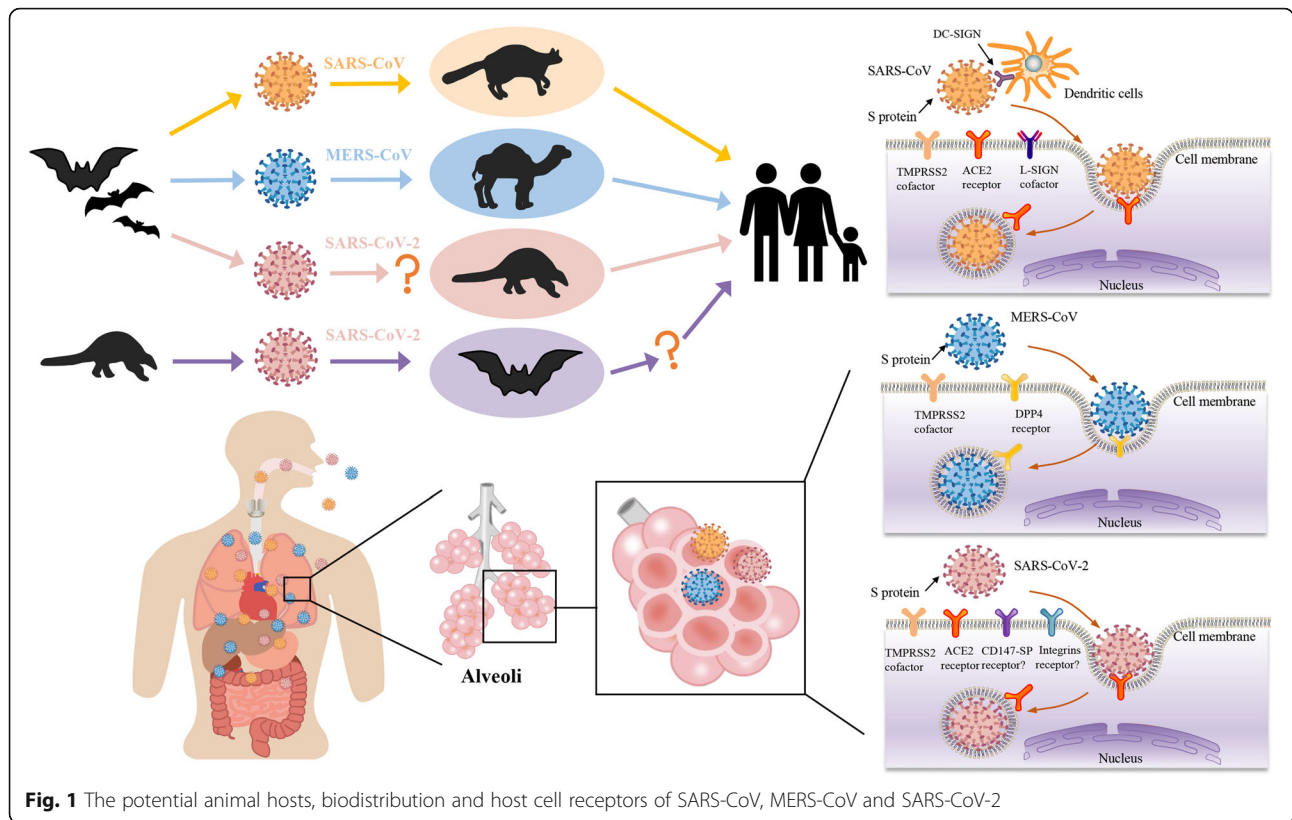 SARS-CoV
MERS-CoV
SARS-CoV-2
?
SARS-CoV-2
?
Alveoli
DC-SIGN
SARS-CoV
Dendritic cells
S protein
Cell membrane
TMPRSS2
cofactor
ACE2
receptor
L-SIGN
cofactor
Nucleus
MERS-CoV
S protein
Cell membrane
TMPRSS2
cofactor
DPP4
receptor
Nucleus
SARS-CoV-2
S protein
Cell membrane
TMPRSS2
cofactor
ACE2
receptor
CD147-SP
receptor?
Integrins
receptor?
Nucleus
Fig. 1 The potential animal hosts, biodistribution and host cell receptors of SARS-CoV, MERS-CoV and SARS-CoV-2